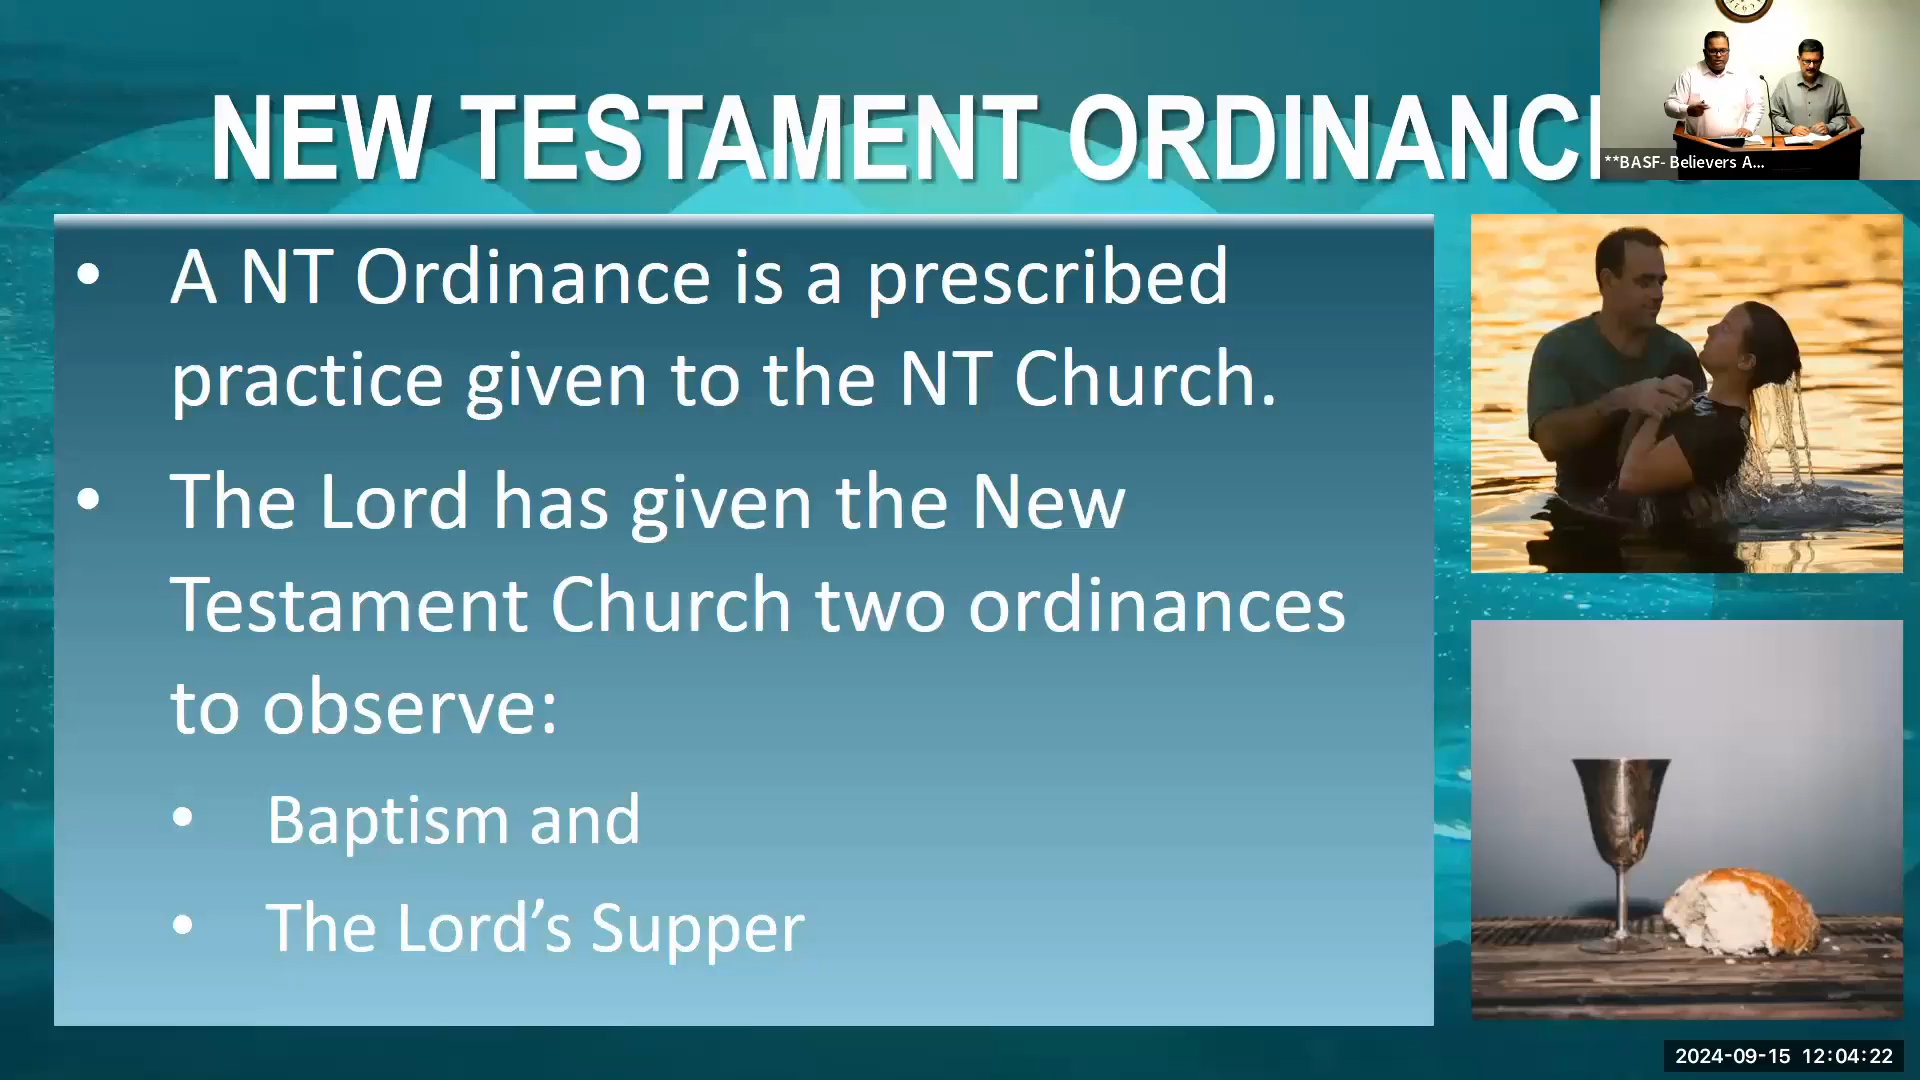 NEW TESTAMENT ORDINANC
**BASF- Believers A...
• A NT Ordinance is a prescribed
practice given to the NT Church.
• The Lord has given the New
Testament Church two ordinances
to observe:
• Baptism and
• The Lord’s Supper
2024-09-15 12:04:22